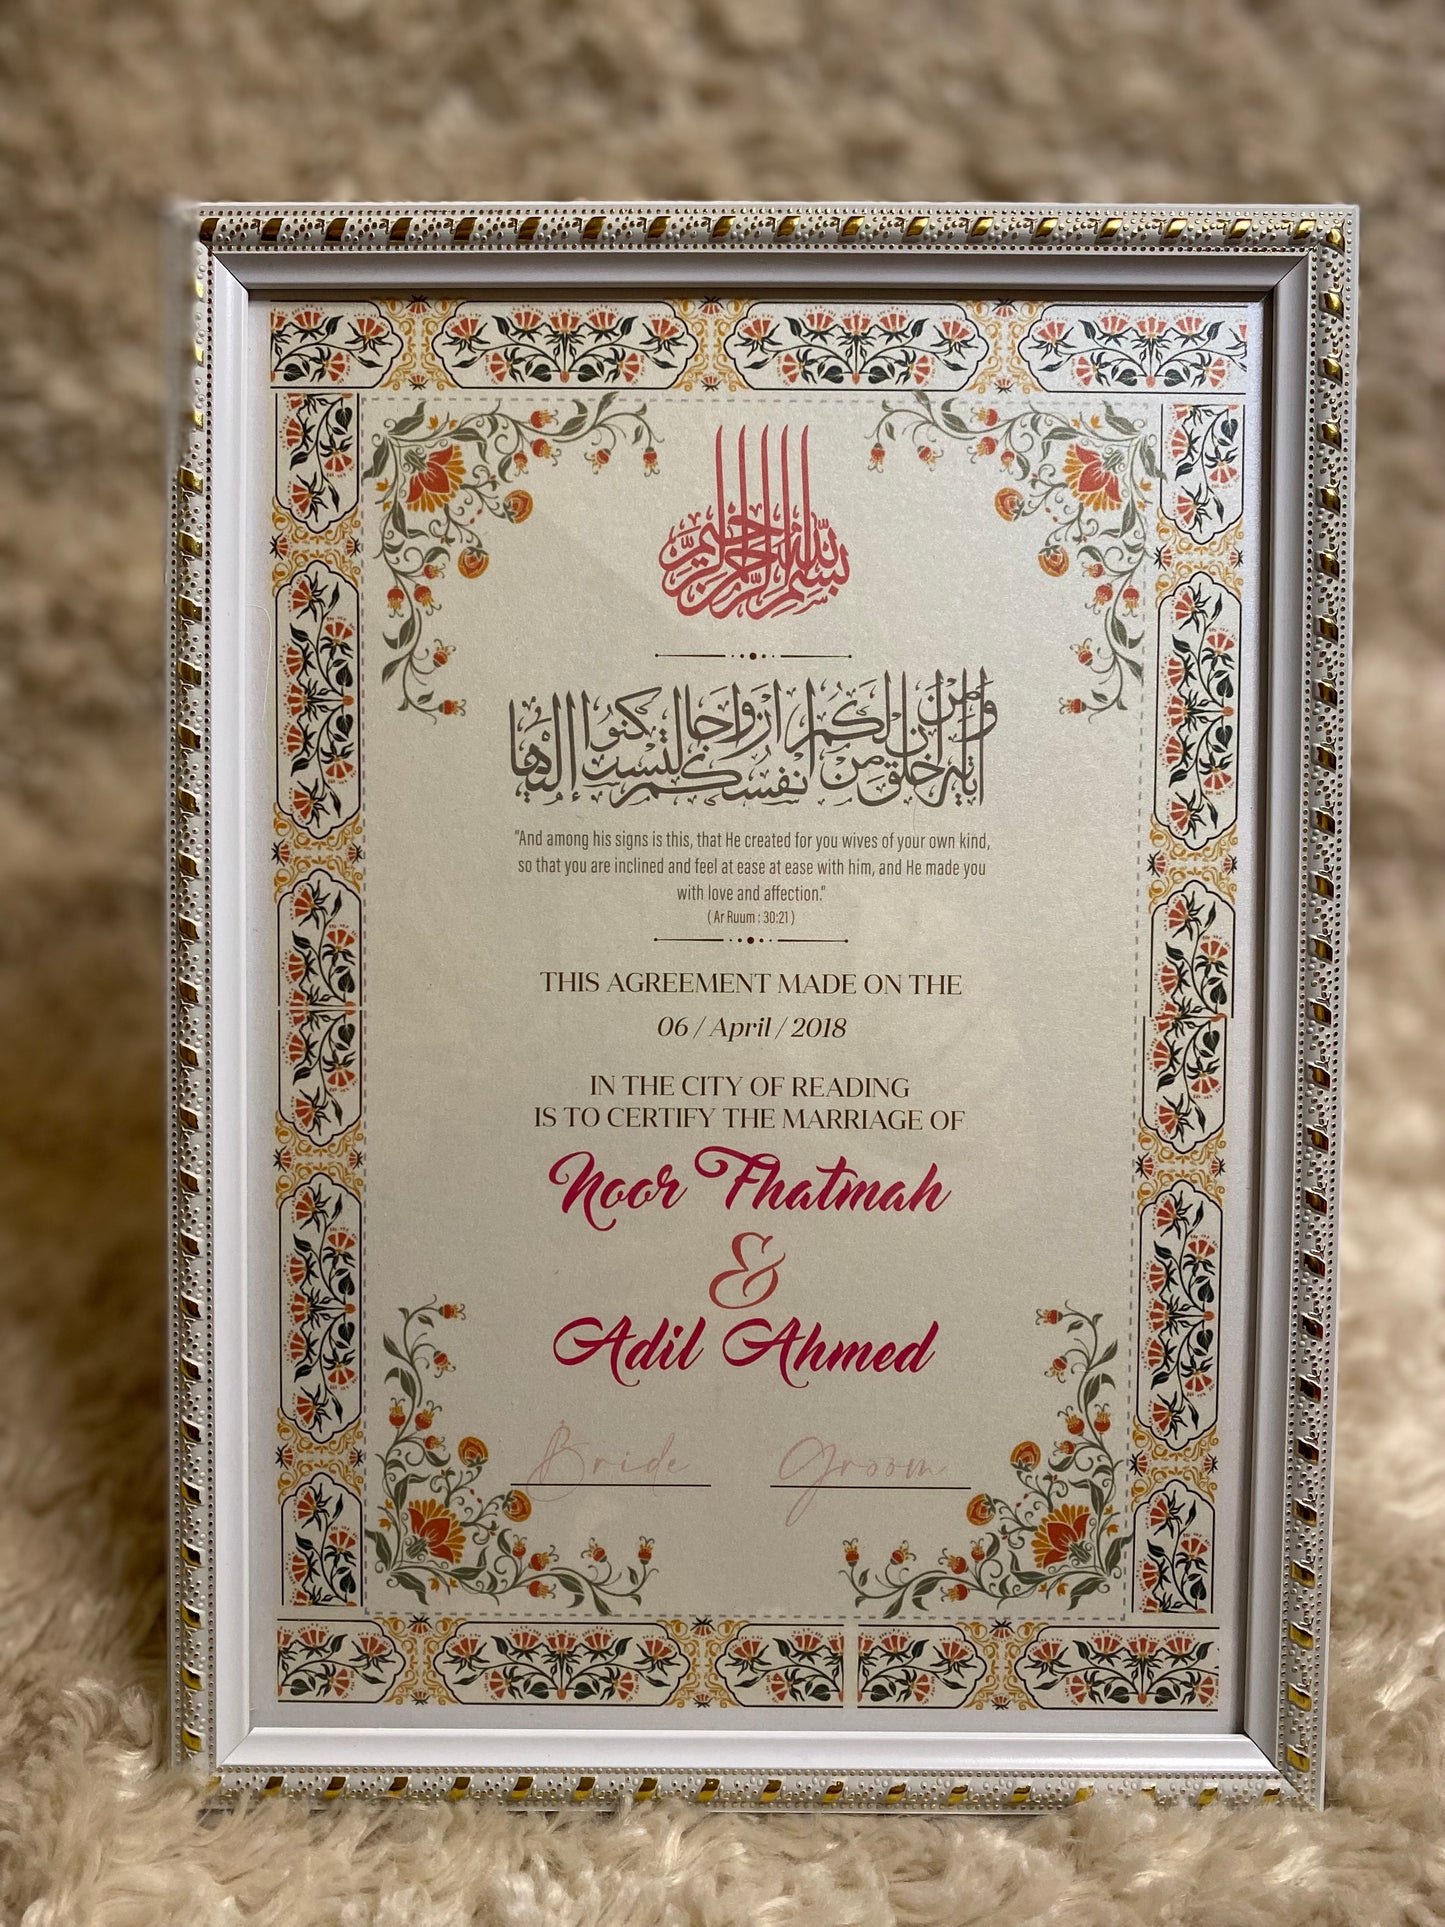 بسم الله الرحمن الرحيم
ومن آياته أن خلق لكم من أنفسكم أزواجا لتسكنوا إليها
"And among his signs is this, that He created for you wives of your own kind,
so that you are inclined and feel at ease at ease with him, and He made you
with love and affection."
( Ar Ruum : 30:21 )
THIS AGREEMENT MADE ON THE
06 / April / 2018
IN THE CITY OF READING
IS TO CERTIFY THE MARRIAGE OF
Noor Fhatmah
&
Adil Ahmed
Bride Groom